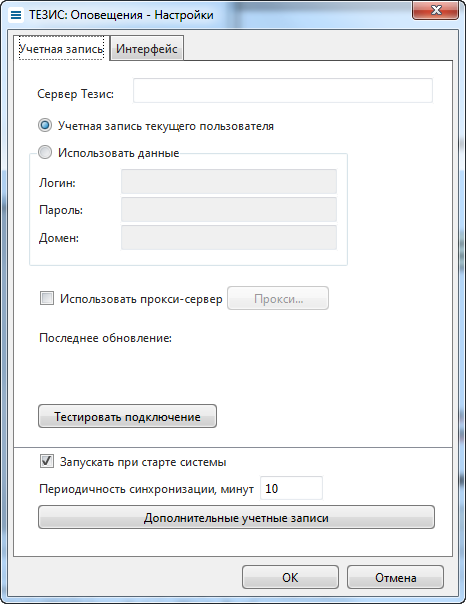 ТЕЗИС: Оповещения - Настройки
Учетная запись Интерфейс
Сервер Тезис:
Учетная запись текущего пользователя
Использовать данные
Логин:
Пароль:
Домен:
Использовать прокси-сервер Прокси...
Последнее обновление:
Тестировать подключение
Запускать при старте системы
Периодичность синхронизации, минут 10
Дополнительные учетные записи
OK Отмена